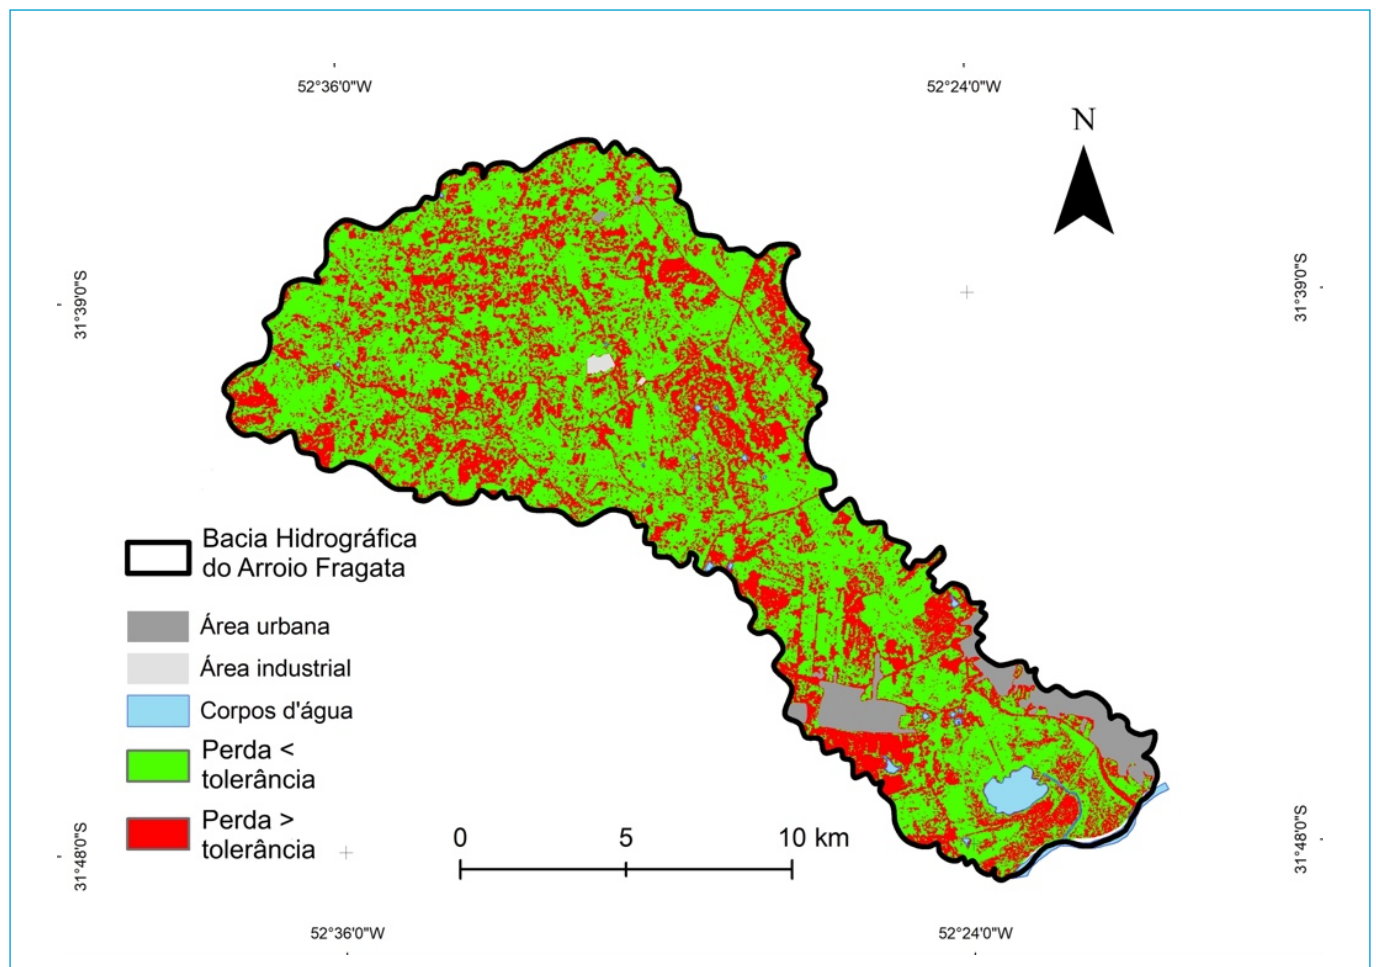 52°36'0"W
52°24'0"W
N
31°39'0"S
31°39'0"S
Bacia Hidrográfica
do Arroio Fragata
Área urbana
Área industrial
Corpos d'água
Perda <
tolerância
Perda >
tolerância
0 5 10 km
31°48'0"S
31°48'0"S
52°36'0"W
52°24'0"W